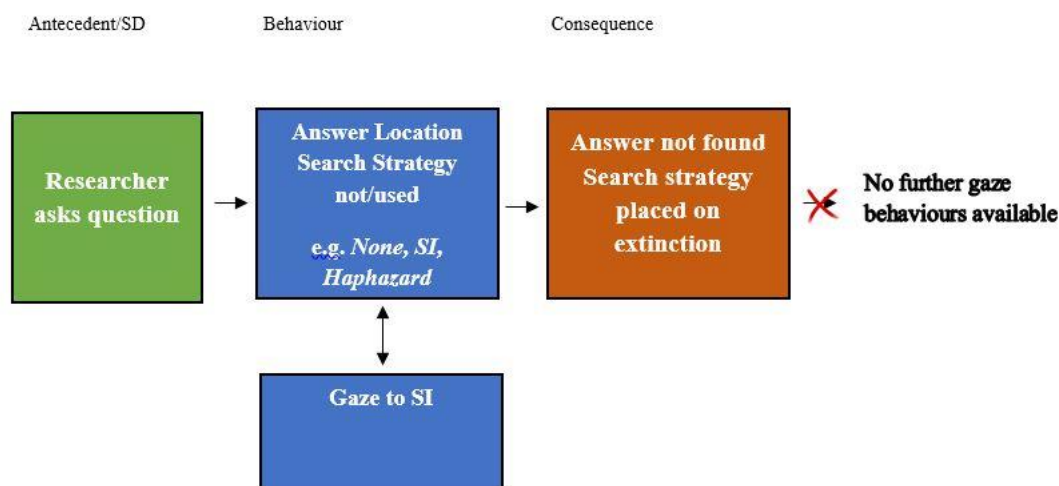 Antecedent/SD
Behaviour
Consequence
Researcher
asks question
Answer Location
Search Strategy
not/used
e.g. None, SI,
Haphazard
Answer not found
Search strategy
placed on
extinction
No further gaze
behaviours available
Gaze to SI